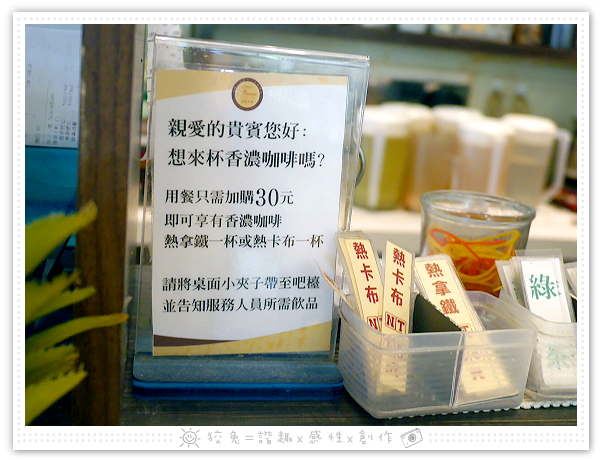 親愛的貴賓您好:
想來杯香濃咖啡嗎?
用餐只需加購30元
即可享有香濃咖啡
熱拿鐵一杯或熱卡布一杯
請將桌面小夾子帶至吧檯
並告知服務人員所需飲品
熱卡布
NT
熱卡布
NT
熱拿鐵
元
綠
茶
狡兔=諧趣x感性x創作